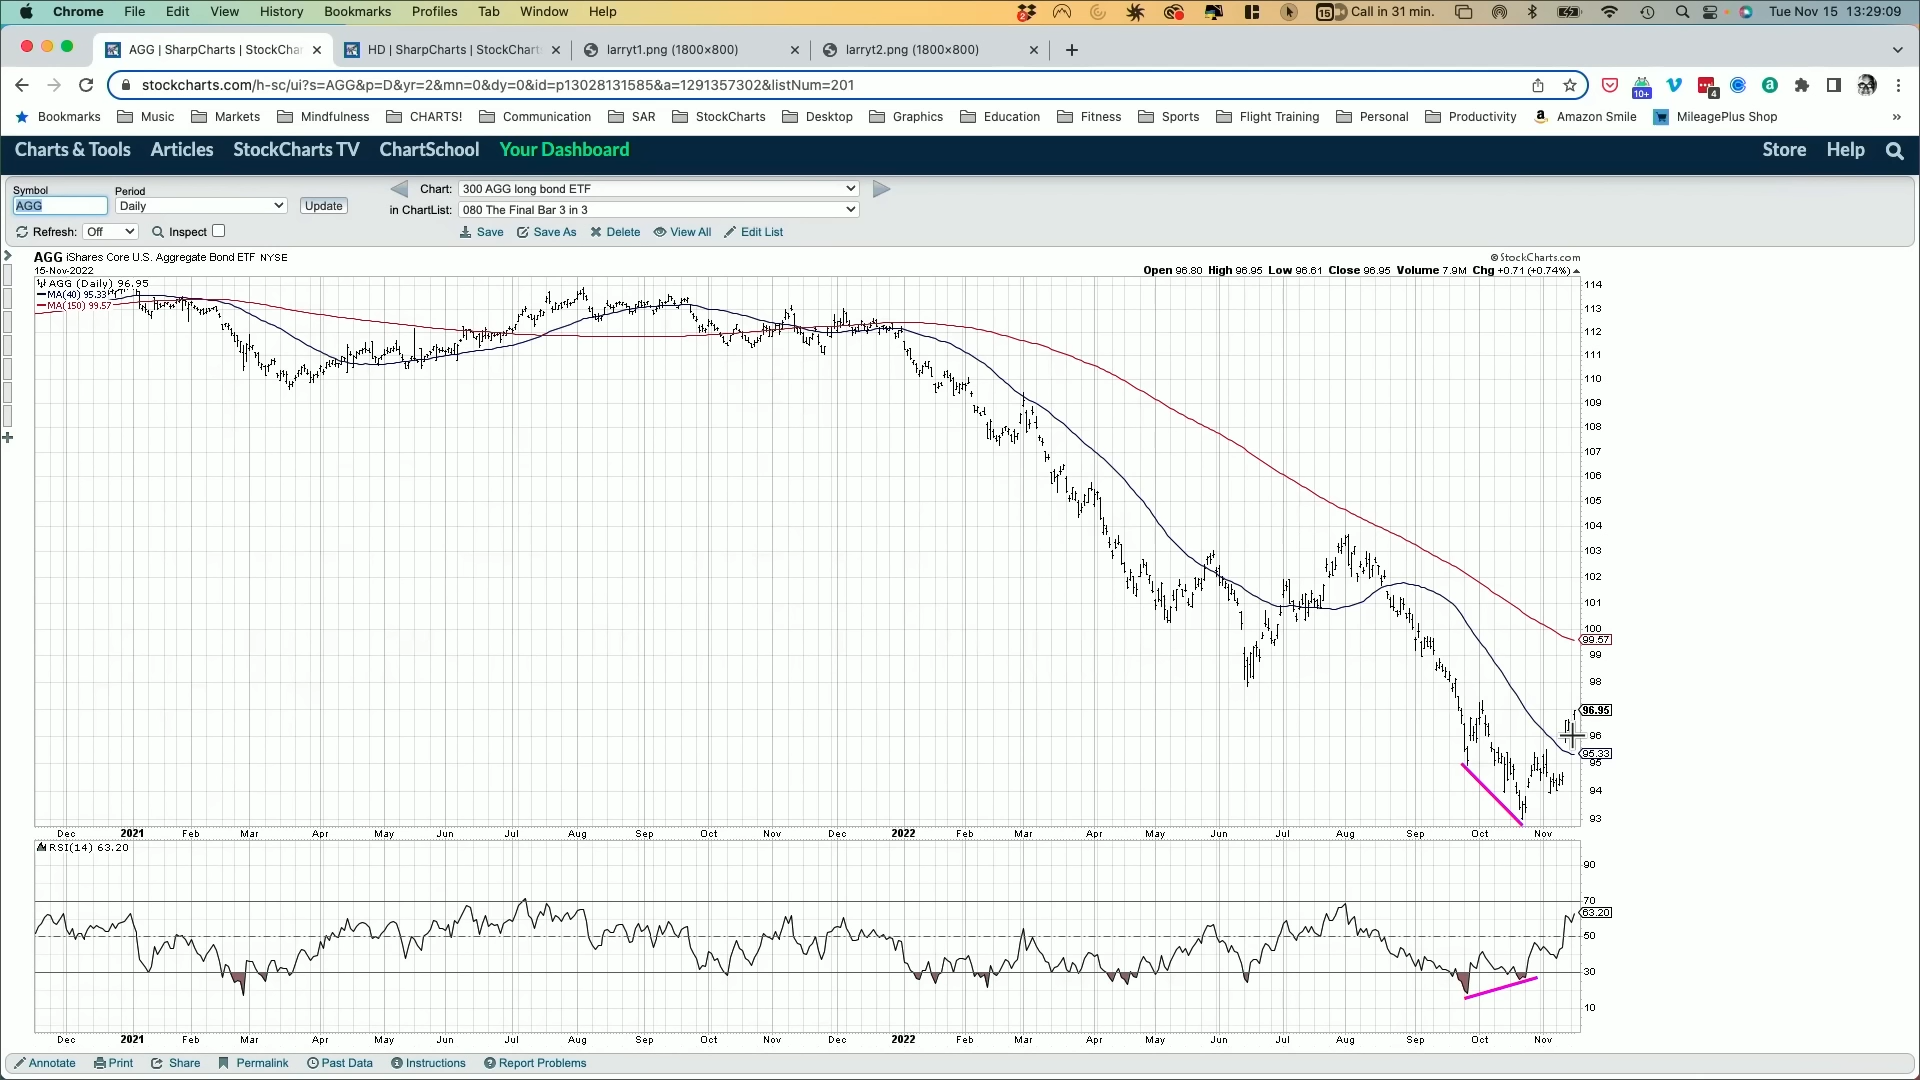 Chrome File Edit View History Bookmarks Profiles Tab Window Help 2 15 Call in 31 min. Tue Nov 15 13:29:09
AGG | SharpCharts | StockChar HD | SharpCharts | StockChart larryt1.png (1800×800) larryt2.png (1800×800)
stockcharts.com/h-sc/ui?s=AGG&p=D&yr=2&mn=0&dy=0&id=p13028131585&a=1291357302&listNum=201 10+ 4
Bookmarks Music Markets Mindfulness CHARTS! Communication SAR StockCharts Desktop Graphics Education Fitness Sports Flight Training Personal Productivity Amazon Smile MileagePlus Shop »
Charts & Tools Articles StockCharts TV ChartSchool Your Dashboard Store Help
Symbol Period Chart: 300 AGG long bond ETF
AGG Daily Update in ChartList: 080 The Final Bar 3 in 3
Refresh: Off Inspect Save Save As Delete View All Edit List
AGG iShares Core U.S. Aggregate Bond ETF NYSE © StockCharts.com
15-Nov-2022 Open 96.80 High 96.95 Low 96.61 Close 96.95 Volume 7.9M Chg +0.71 (+0.74%)
AGG (Daily) 96.95
MA(40) 95.33
MA(150) 99.57
114
113
112
111
110
109
108
107
106
105
104
103
102
101
100
99.57
99
98
96.95
96
95.33
95
94
93
Dec 2021 Feb Mar Apr May Jun Jul Aug Sep Oct Nov Dec 2022 Feb Mar Apr May Jun Jul Aug Sep Oct Nov
RSI(14) 63.20
90
70
63.20
50
30
10
Dec 2021 Feb Mar Apr May Jun Jul Aug Sep Oct Nov Dec 2022 Feb Mar Apr May Jun Jul Aug Sep Oct Nov
Annotate Print Share Permalink Past Data Instructions Report Problems